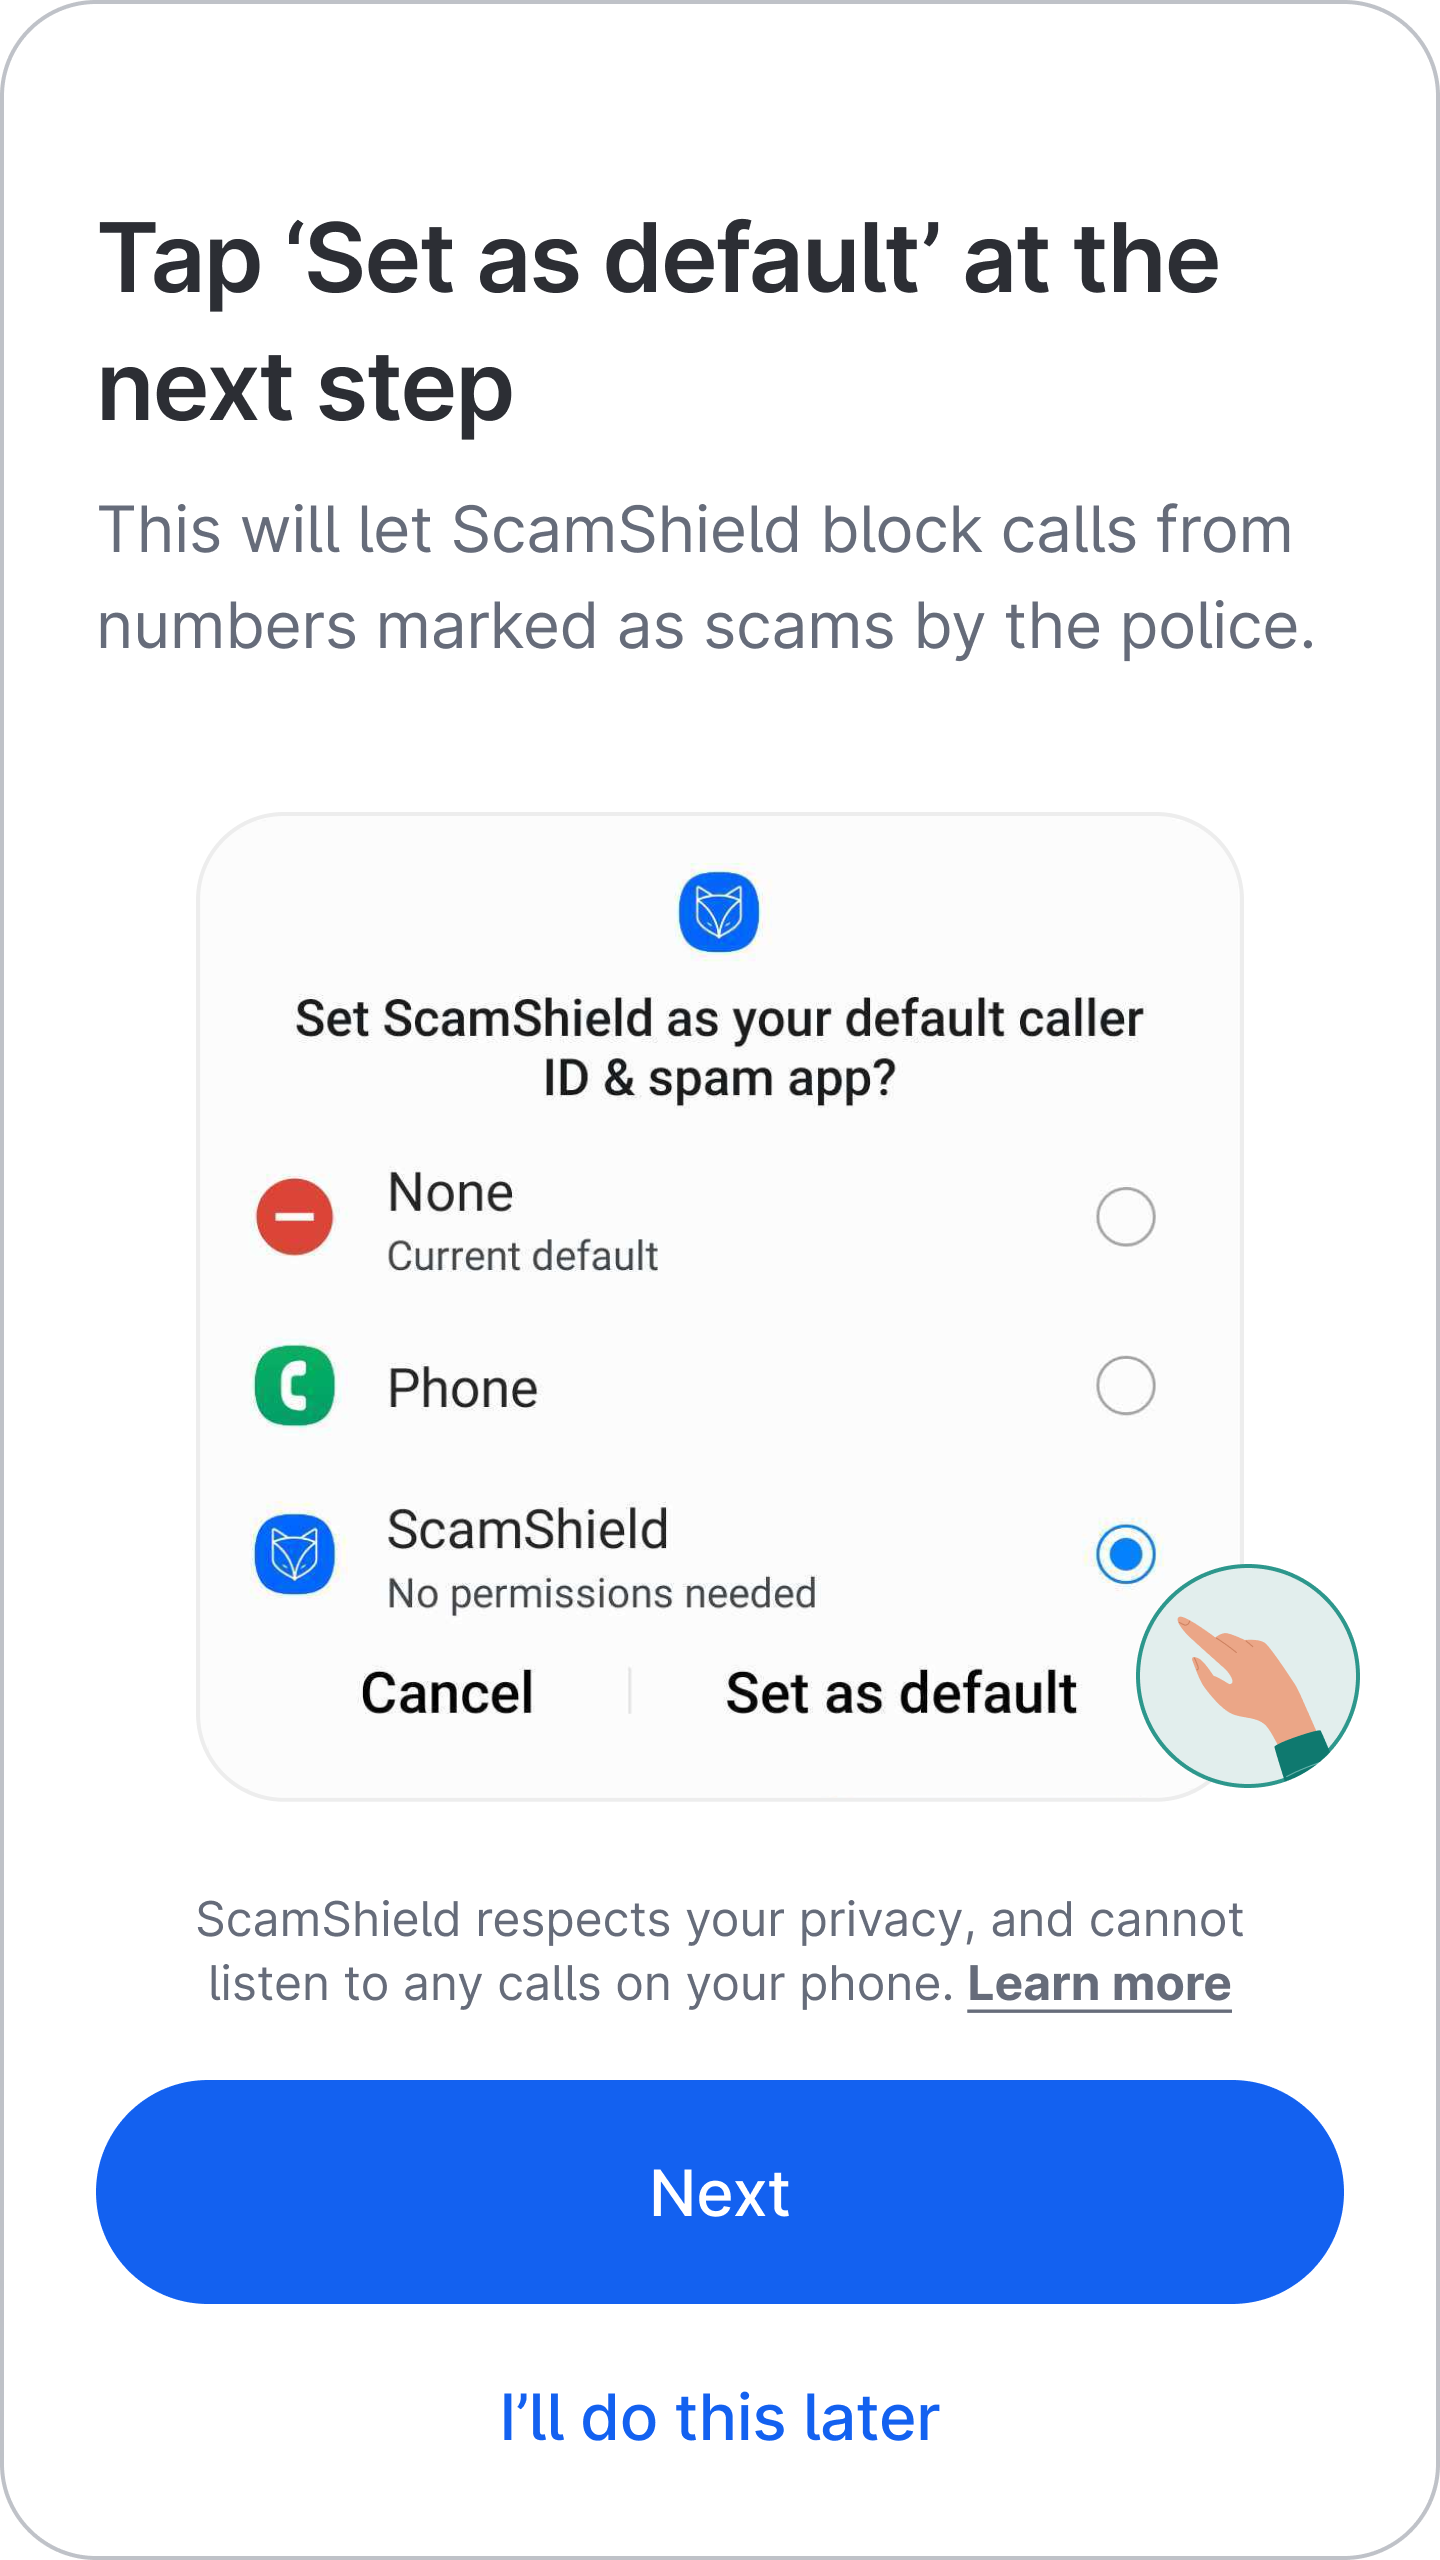 Tap ‘Set as default’ at the
next step
This will let ScamShield block calls from
numbers marked as scams by the police.
Set ScamShield as your default caller
ID & spam app?
None
Current default
Phone
ScamShield
No permissions needed
Cancel
Set as default
ScamShield respects your privacy, and cannot
listen to any calls on your phone. Learn more
Next
I’ll do this later